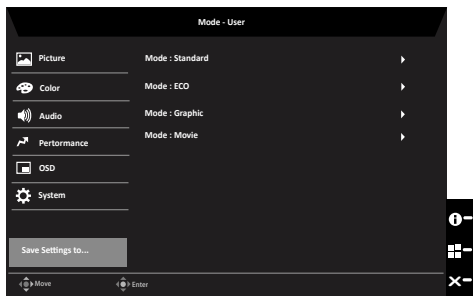 Mode - User
Picture
Mode : Standard
Color
Mode : ECO
Audio
Mode : Graphic
Pertormance
Mode : Movie
OSD
System
Save Settings to...
Move
Enter